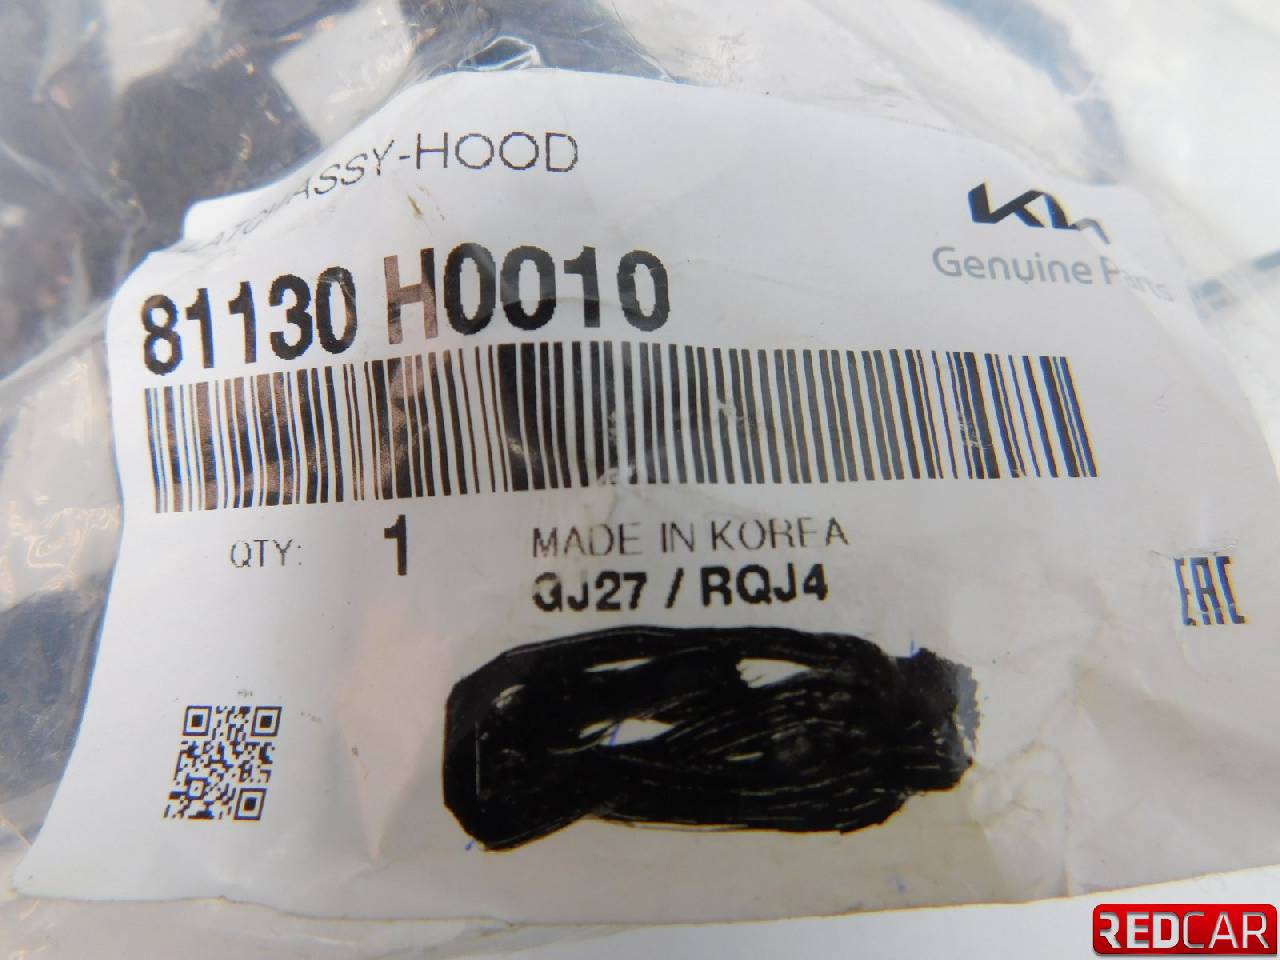 LATCH ASSY-HOOD
KIA
Genuine Parts
81130 H0010
QTY: 1
MADE IN KOREA
GJ27 / RQJ4
EAC
REDCAR